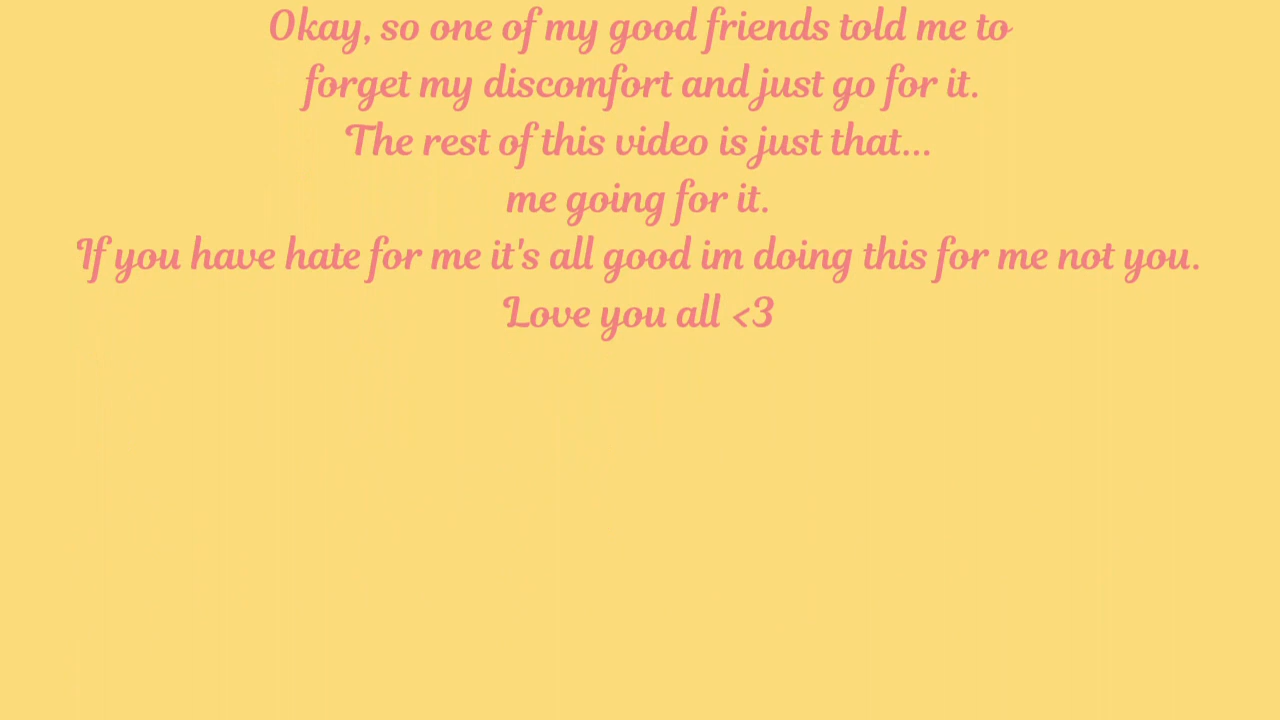 Okay, so one of my good friends told me to
forget my discomfort and just go for it.
The rest of this video is just that...
me going for it.
If you have hate for me it's all good im doing this for me not you.
Love you all <3